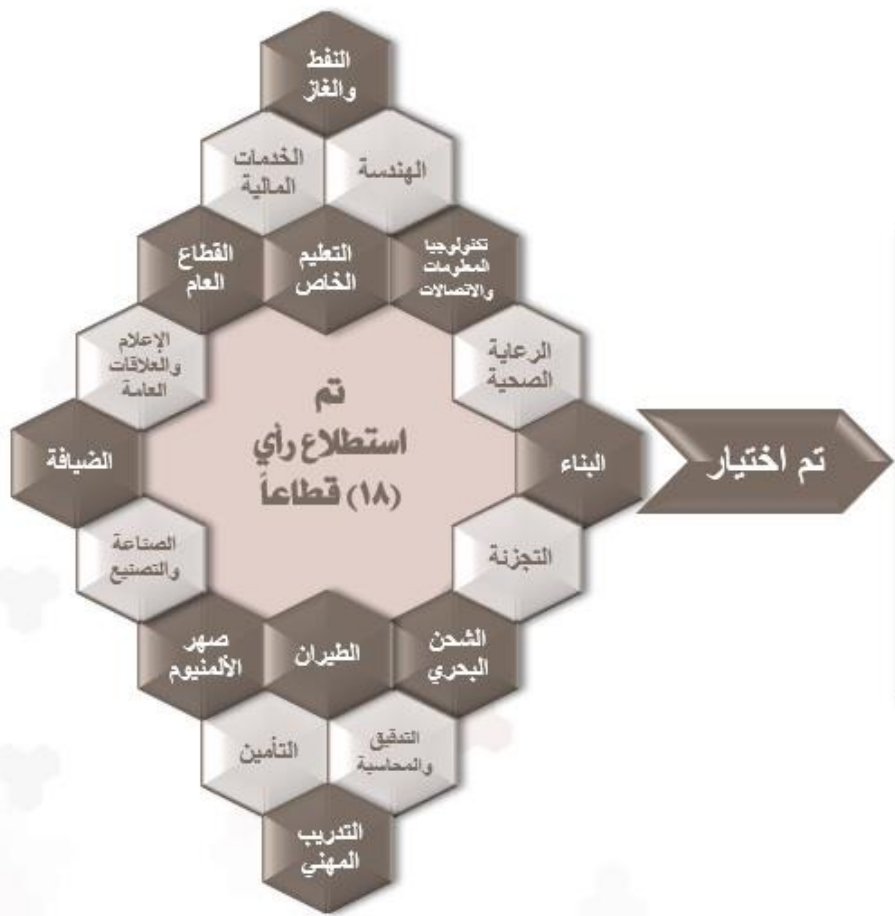 النفط
والغاز
الهندسة
الخدمات
المالية
تكنولوجيا
المعلومات
والاتصالات
التعليم
الخاص
القطاع
العام
الرعاية
الصحية
الإعلام
والعلاقات
العامة
تم
استطلاع رأي
(١٨) قطاعاً
تم اختيار
البناء
الضيافة
التجزئة
الصناعة
والتصنيع
الشحن
البحري
الطيران
صهر
الألمنيوم
التدقيق
والمحاسبة
التأمين
التدريب
المهني